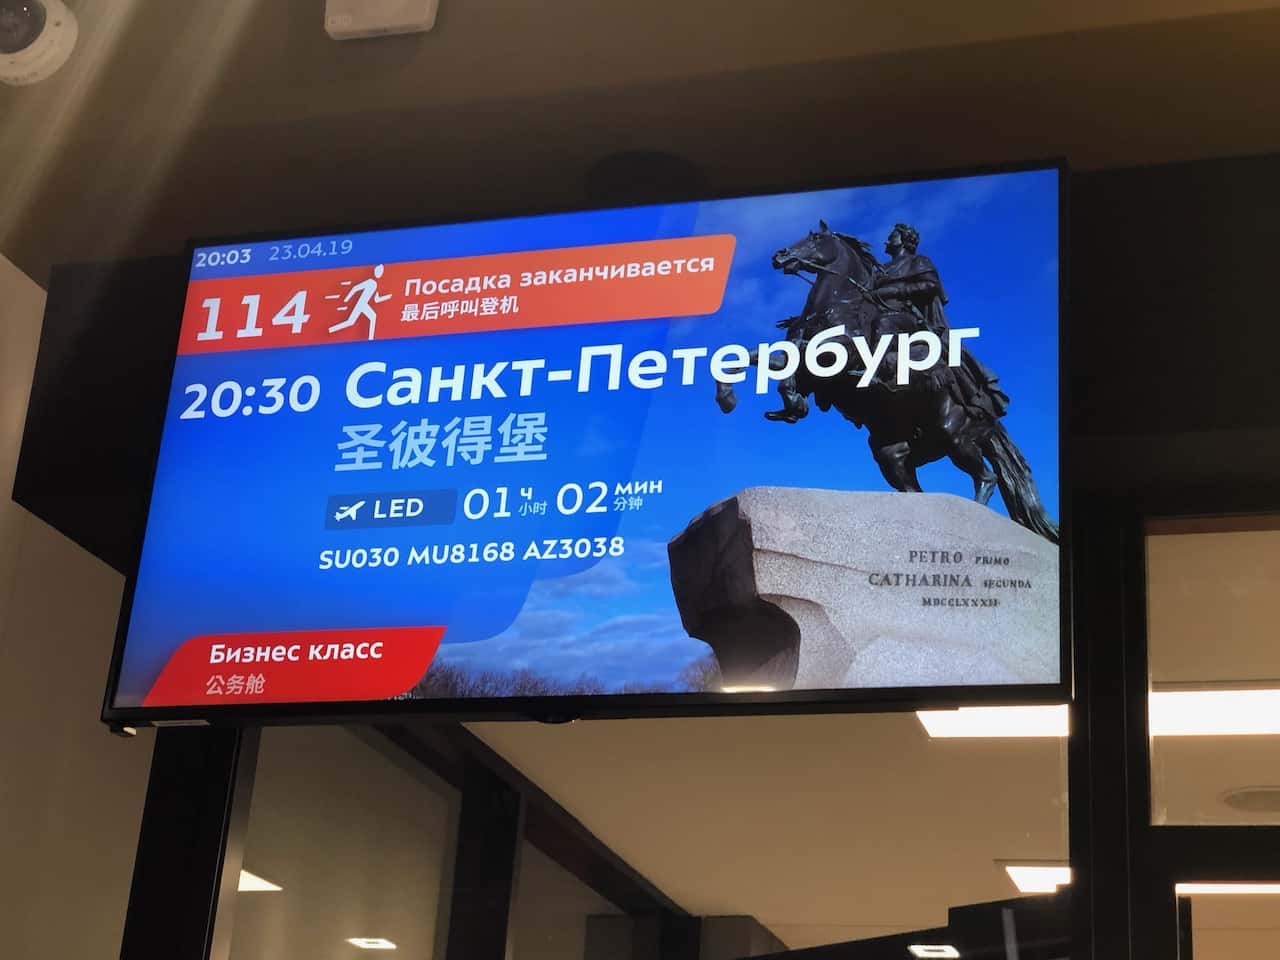 20:03 23.04.19
114 Посадка заканчивается
最后呼叫登机
20:30 Санкт-Петербург
圣彼得堡
LED 01 ч 小时 02 мин 分钟
SU030 MU8168 AZ3038
PETRO PRIMO
CATHARINA SECUNDA
MDCCLXXXII
Бизнес класс
公务舱